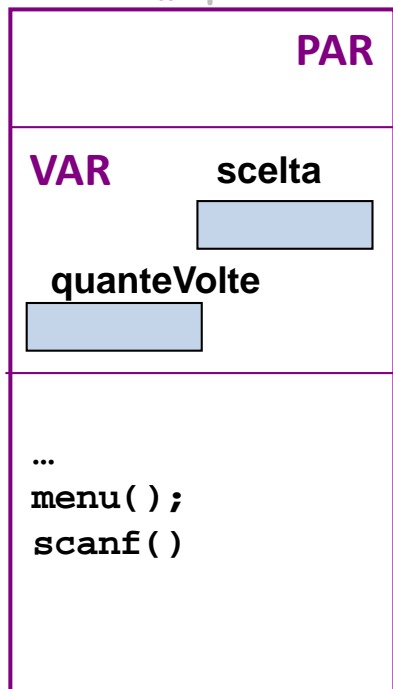 PAR
VAR scelta
quanteVolte
…
menu();
scanf()